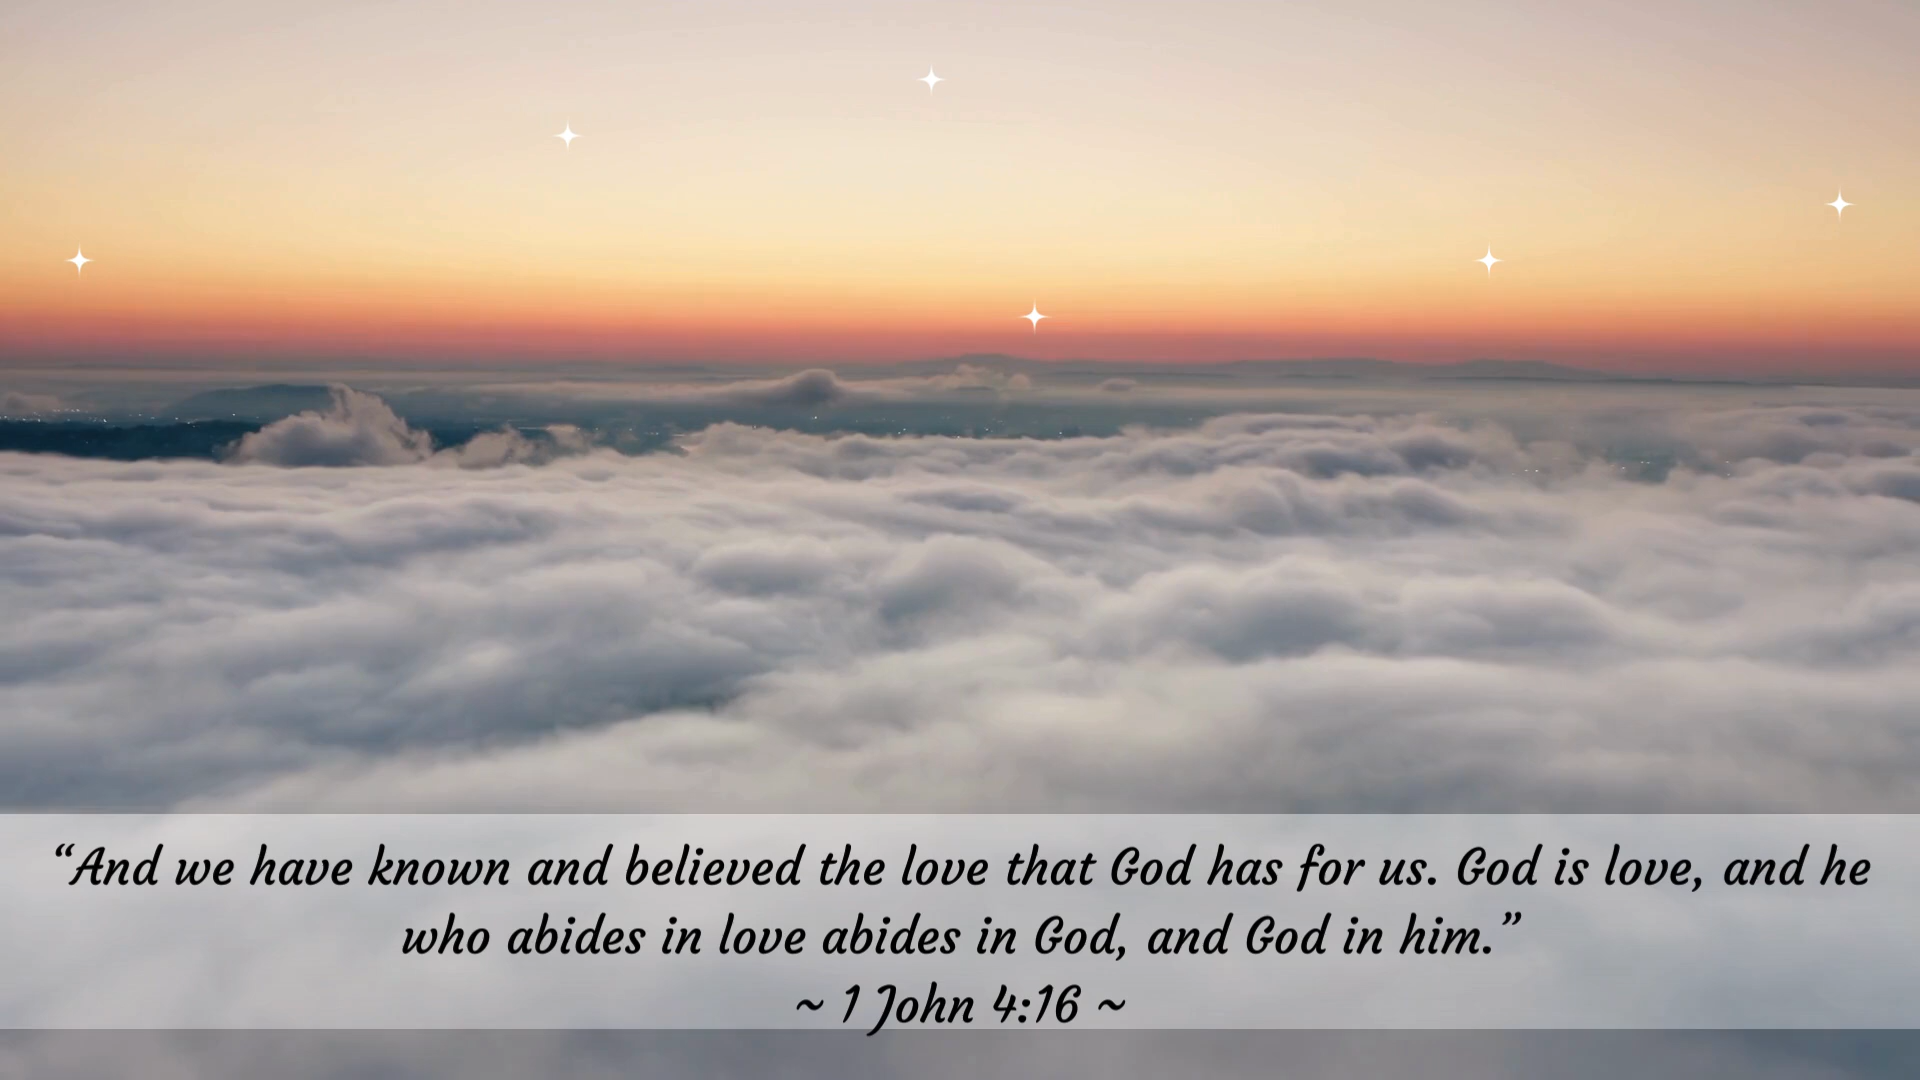 “And we have known and believed the love that God has for us. God is love, and he
who abides in love abides in God, and God in him.”
~ 1 John 4:16 ~